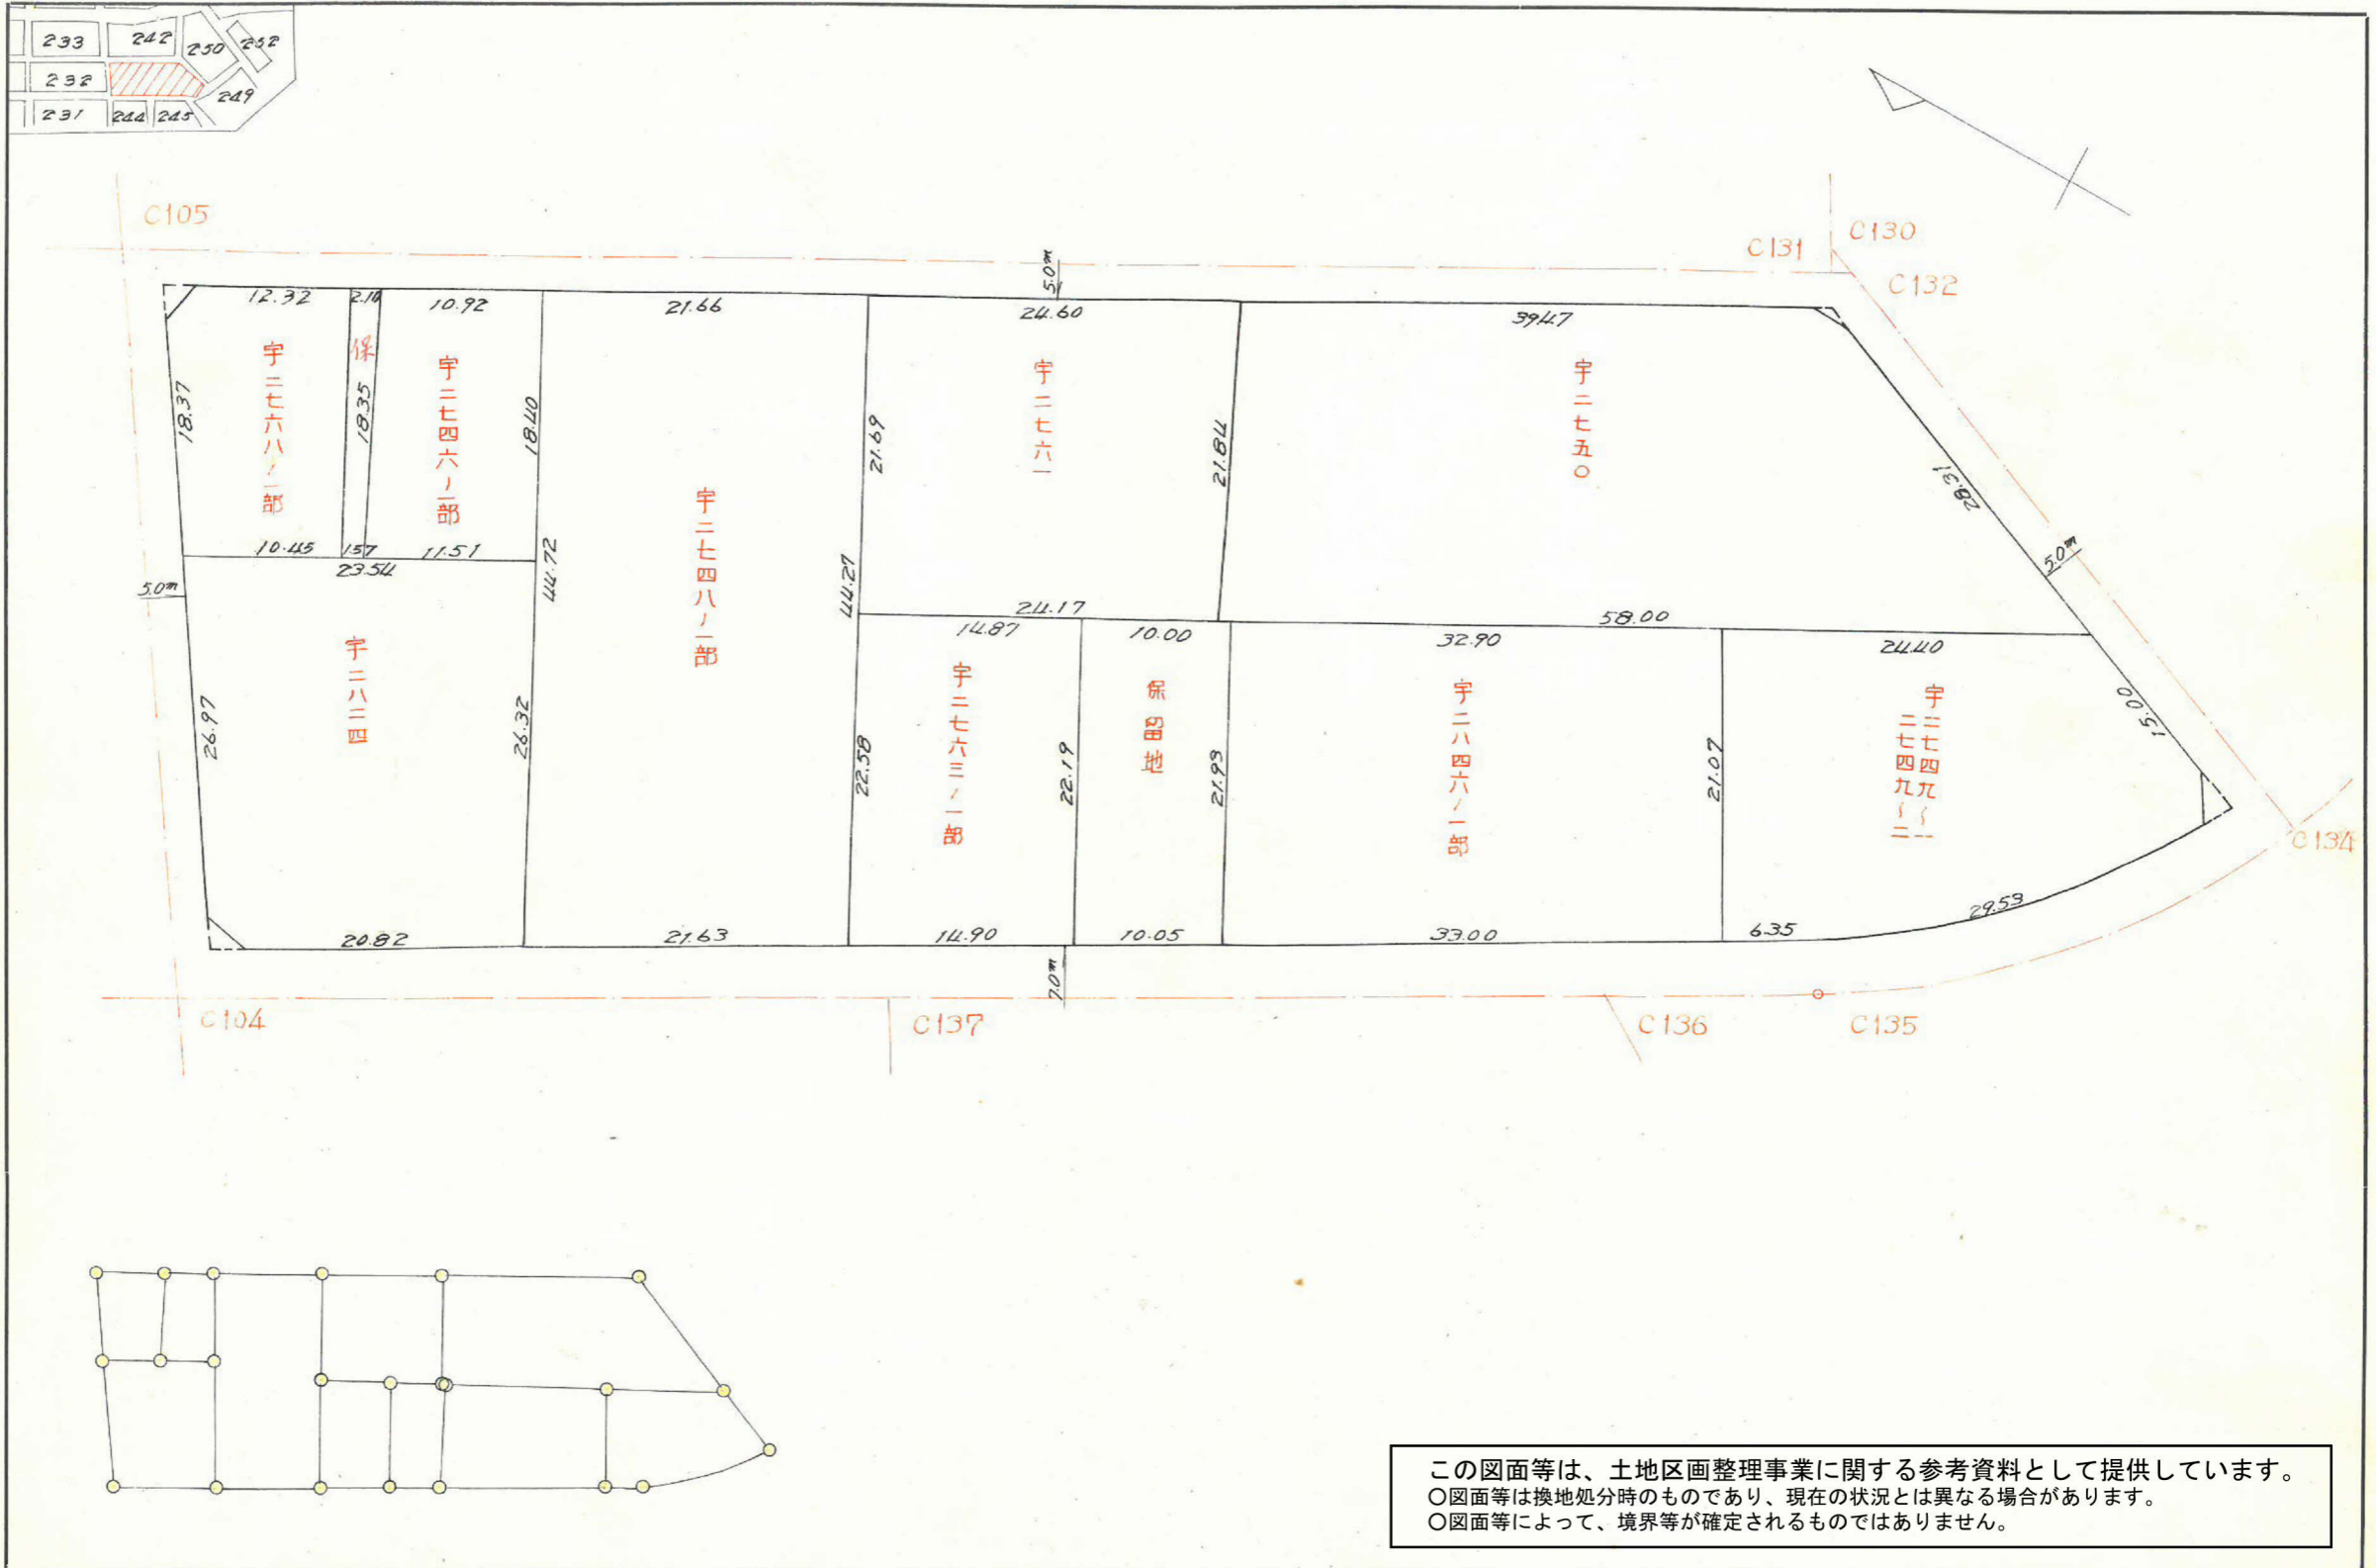 233 242 250 252
232
249
231 244 245
C105
C131 C130
C132
5.0m
12.32 2.10 10.92 21.66 24.60 39.47
18.37
宇二七六八ノ一部
保
18.35
宇二七四六ノ一部
18.40
宇二七四八ノ一部
21.69
宇二七六一
21.84
宇二七五〇
28.31
5.0m
10.45 1.57 11.51
23.54
44.72
44.27
24.17
58.00
5.0m
14.87 10.00 32.90 24.40
26.97
宇二八二四
26.32
22.58
宇二七六三ノ一部
22.19
保留地
21.93
宇二八四六ノ一部
21.07
宇二七四九〜一
二七四九〜二
15.00
C134
20.82 21.63 14.90 10.05 33.00 6.35 29.53
7.0m
C104 C137 C136 C135
この図面等は、土地区画整理事業に関する参考資料として提供しています。
○図面等は換地処分時のものであり、現在の状況とは異なる場合があります。
○図面等によって、境界等が確定されるものではありません。